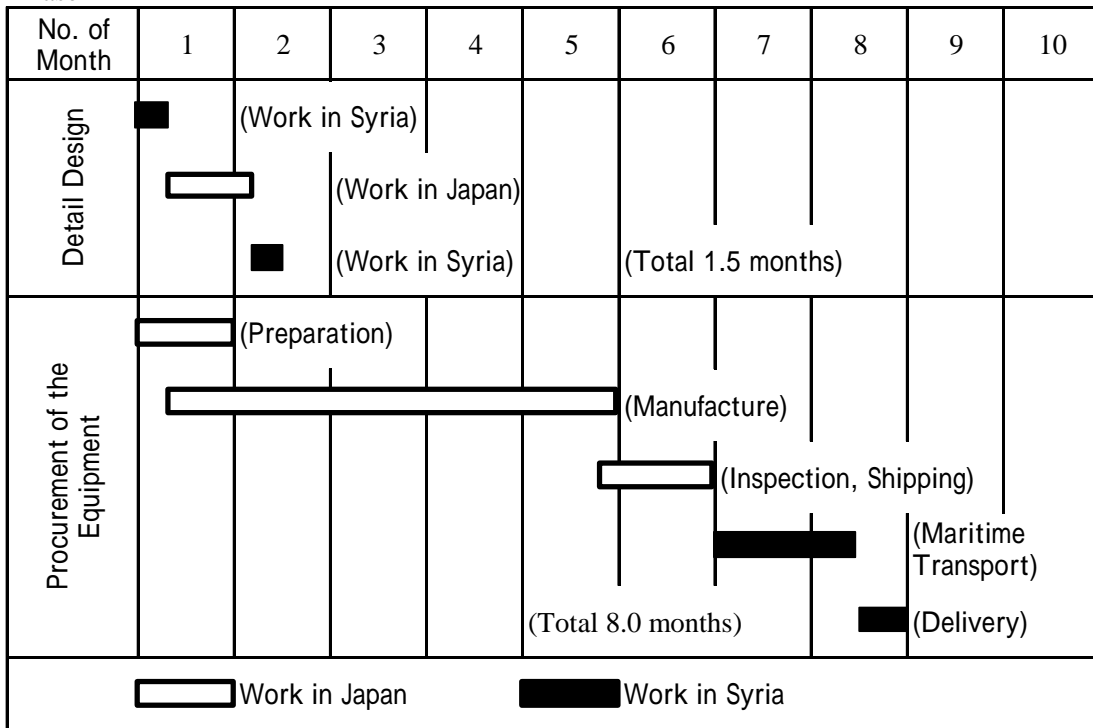 No. of
Month
1 2 3 4 5 6 7 8 9 10
Detail Design
(Work in Syria)
(Work in Japan)
(Work in Syria) (Total 1.5 months)
Procurement of the
Equipment
(Preparation)
(Manufacture)
(Inspection, Shipping)
(Maritime
Transport)
(Total 8.0 months) (Delivery)
Work in Japan Work in Syria